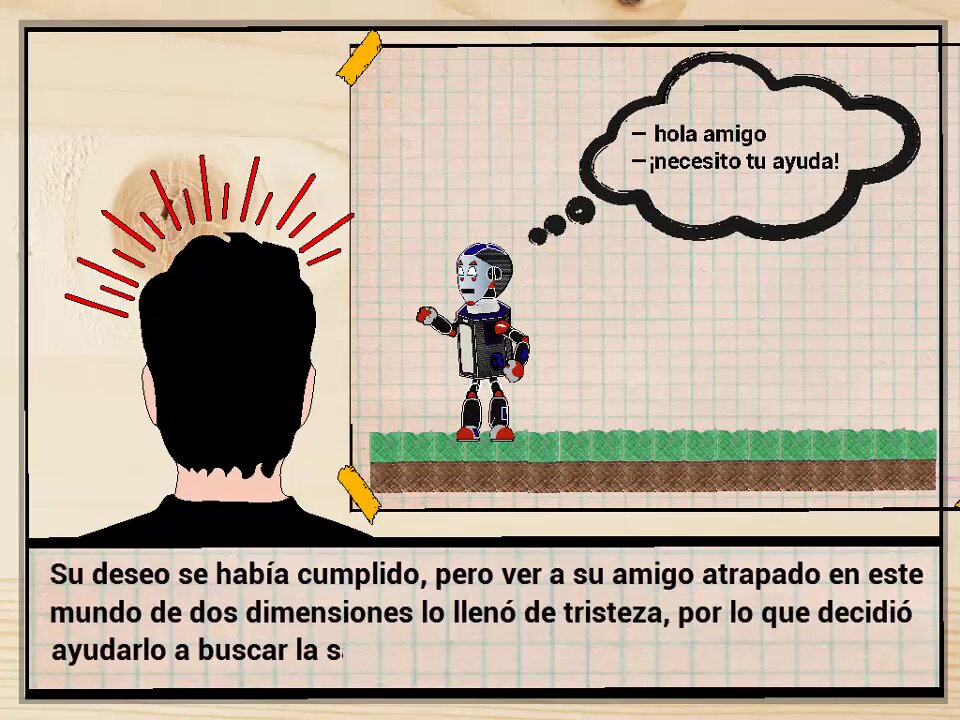 — hola amigo
—¡necesito tu ayuda!
Su deseo se había cumplido, pero ver a su amigo atrapado en este
mundo de dos dimensiones lo llenó de tristeza, por lo que decidió
ayudarlo a buscar la